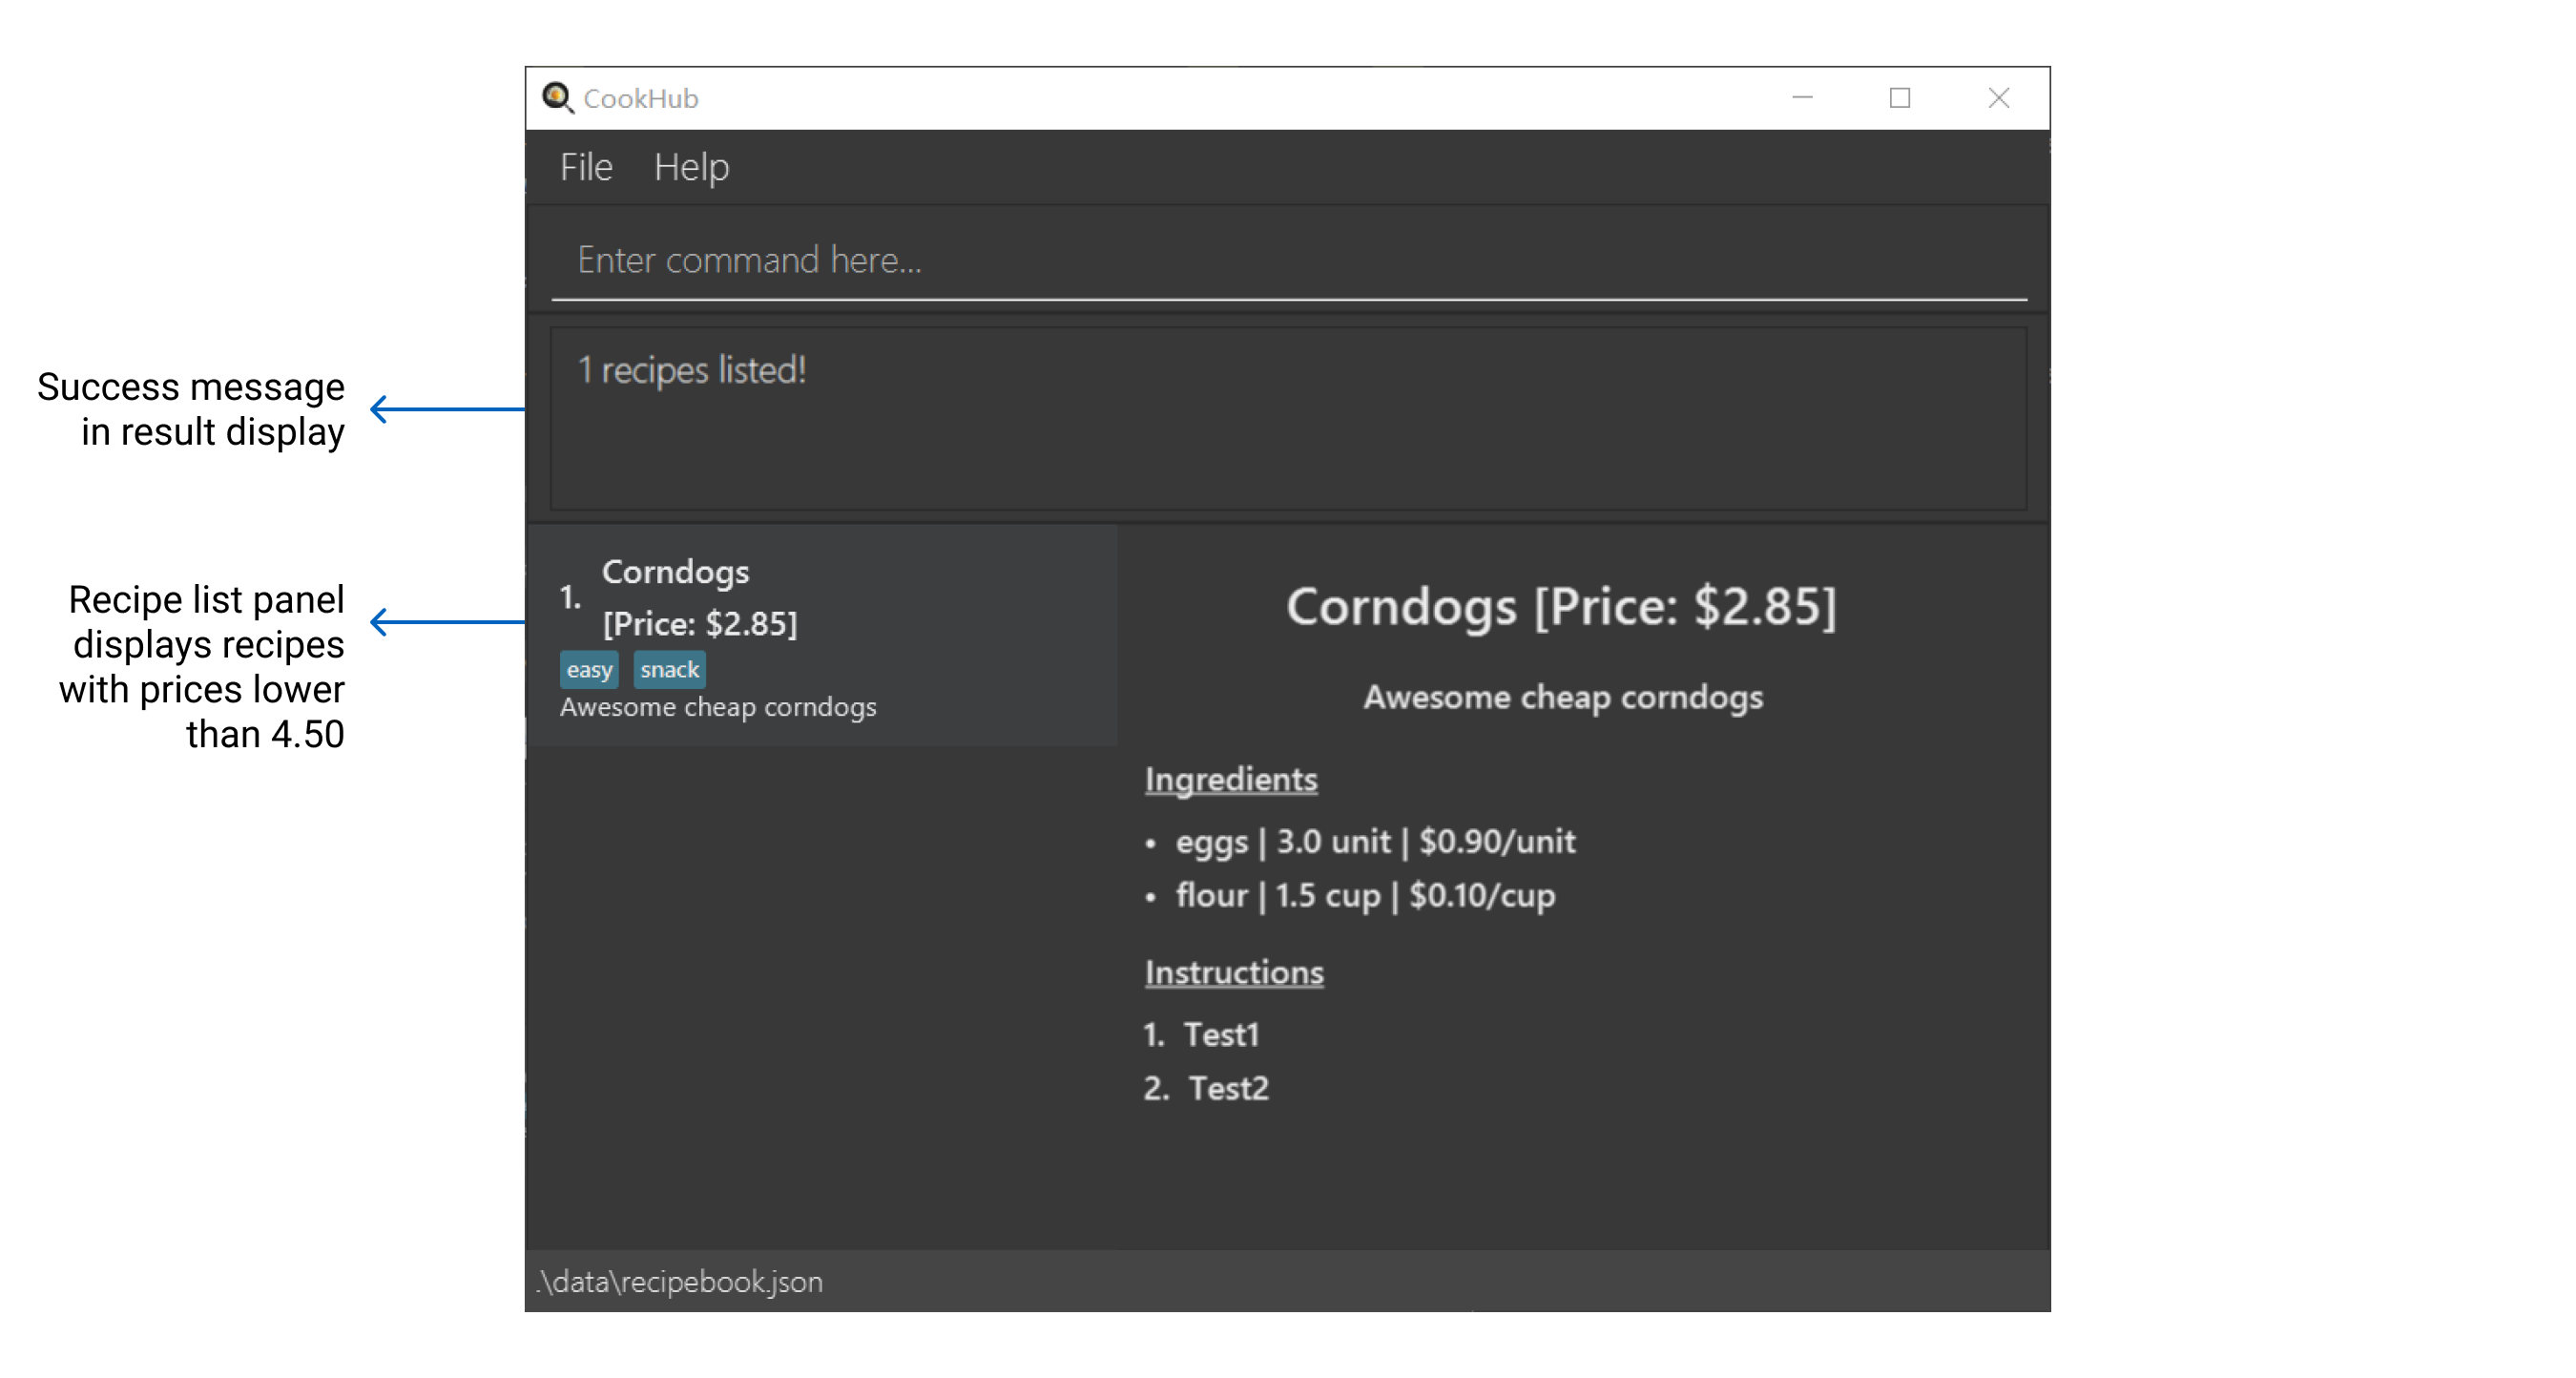 CookHub
File Help
Enter command here...
1 recipes listed!
Success message
in result display
Recipe list panel
displays recipes
with prices lower
than 4.50
1. Corndogs
[Price: $2.85]
easy snack
Awesome cheap corndogs
Corndogs [Price: $2.85]
Awesome cheap corndogs
Ingredients
• eggs | 3.0 unit | $0.90/unit
• flour | 1.5 cup | $0.10/cup
Instructions
1. Test1
2. Test2
.\data\recipebook.json